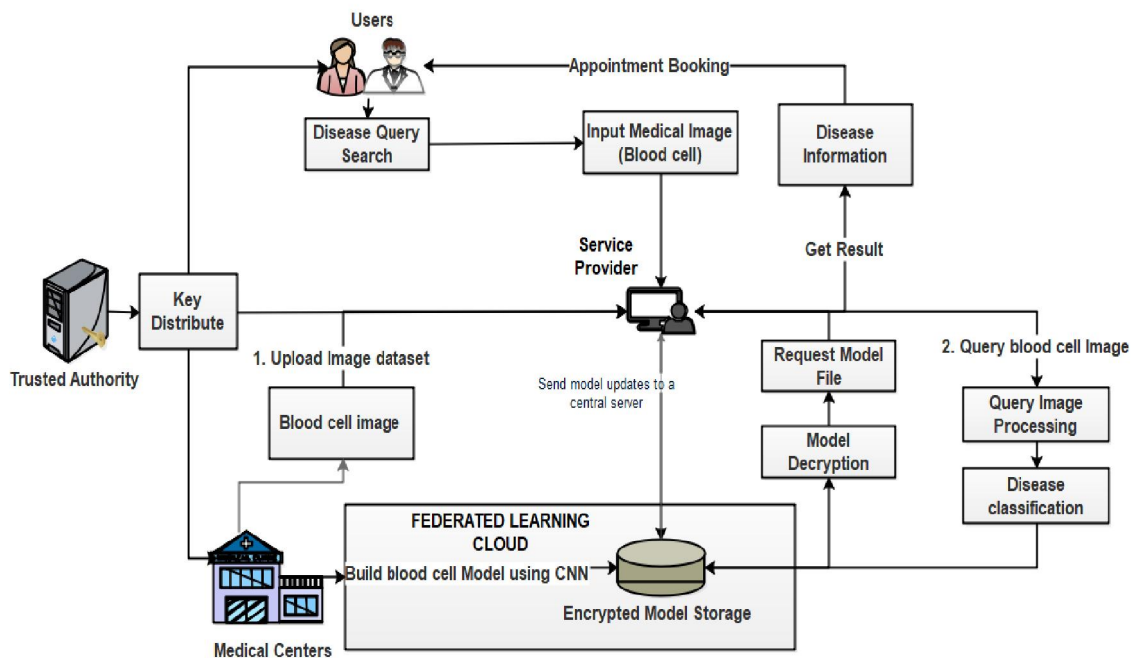 Users
Appointment Booking
Disease Query
Search
Input Medical Image
(Blood cell)
Disease
Information
Service
Provider
Get Result
Key
Distribute
Trusted Authority
1. Upload Image dataset
Request Model
File
2. Query blood cell Image
Send model updates to a
central server
Blood cell image
Query Image
Processing
Model
Decryption
Disease
classification
FEDERATED LEARNING
CLOUD
Build blood cell Model using CNN
Encrypted Model Storage
Medical Centers